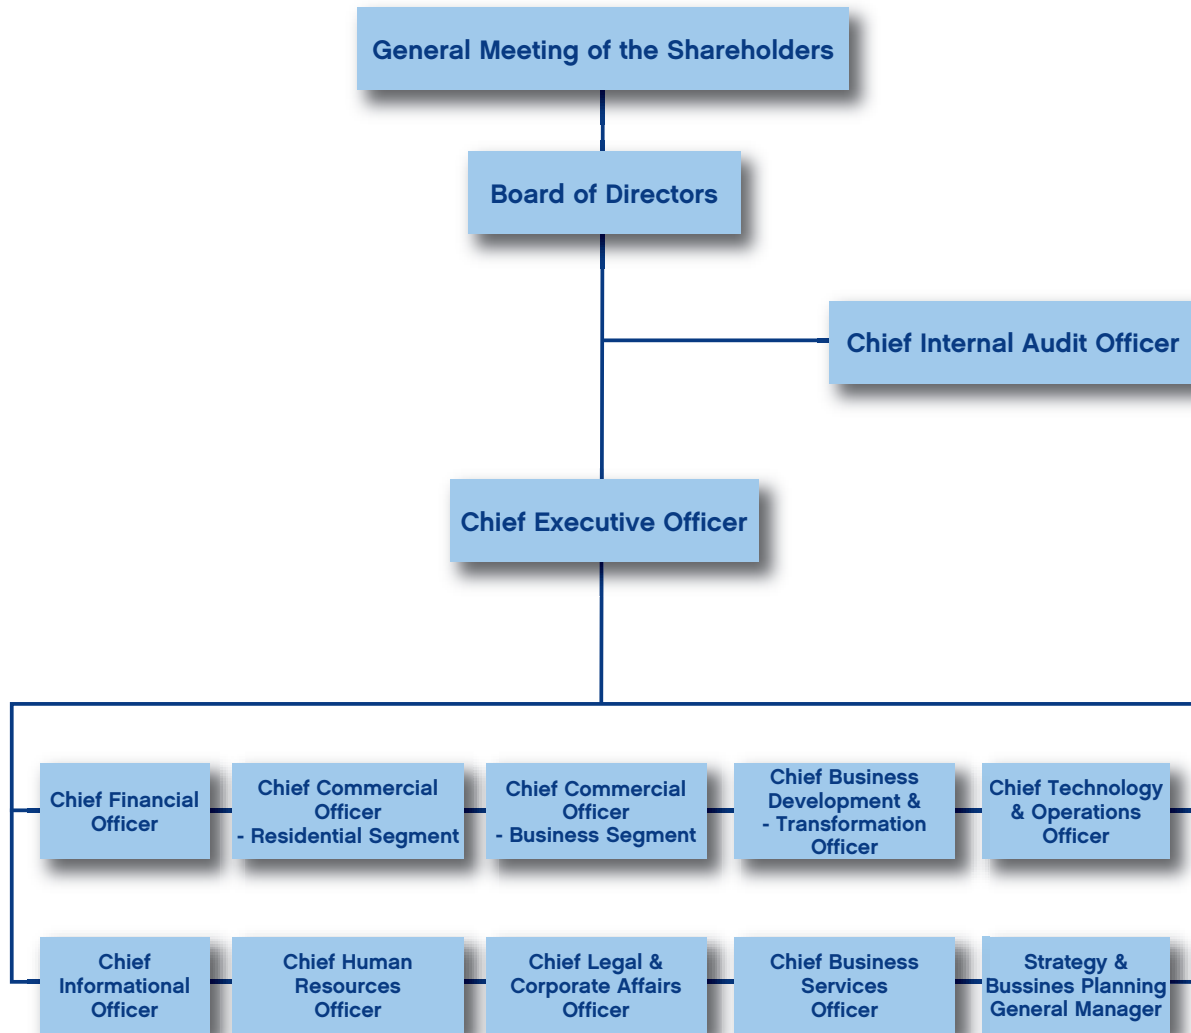 General Meeting of the Shareholders
Board of Directors
Chief Internal Audit Officer
Chief Executive Officer
Chief Financial
Officer
Chief Commercial
Officer
- Residential Segment
Chief Commercial
Officer
- Business Segment
Chief Business
Development &
- Transformation
Officer
Chief Technology
& Operations
Officer
Chief
Informational
Officer
Chief Human
Resources
Officer
Chief Legal &
Corporate Affairs
Officer
Chief Business
Services
Officer
Strategy &
Bussines Planning
General Manager